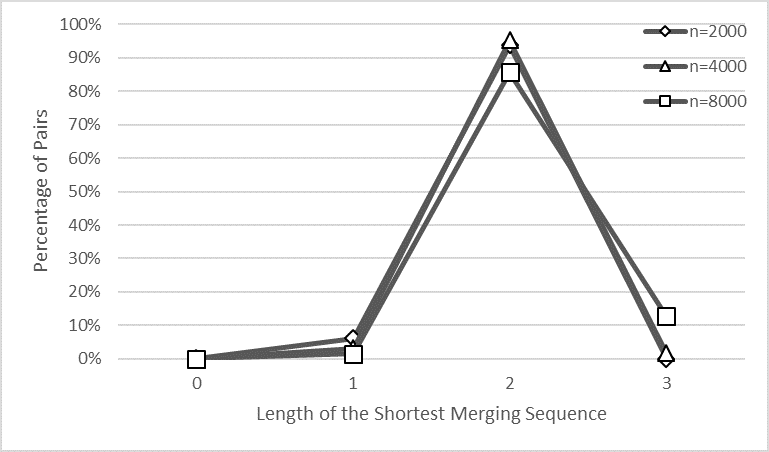 100%
90%
80%
70%
60%
50%
40%
30%
20%
10%
0%
Percentage of Pairs
0 1 2 3
Length of the Shortest Merging Sequence
n=2000
n=4000
n=8000